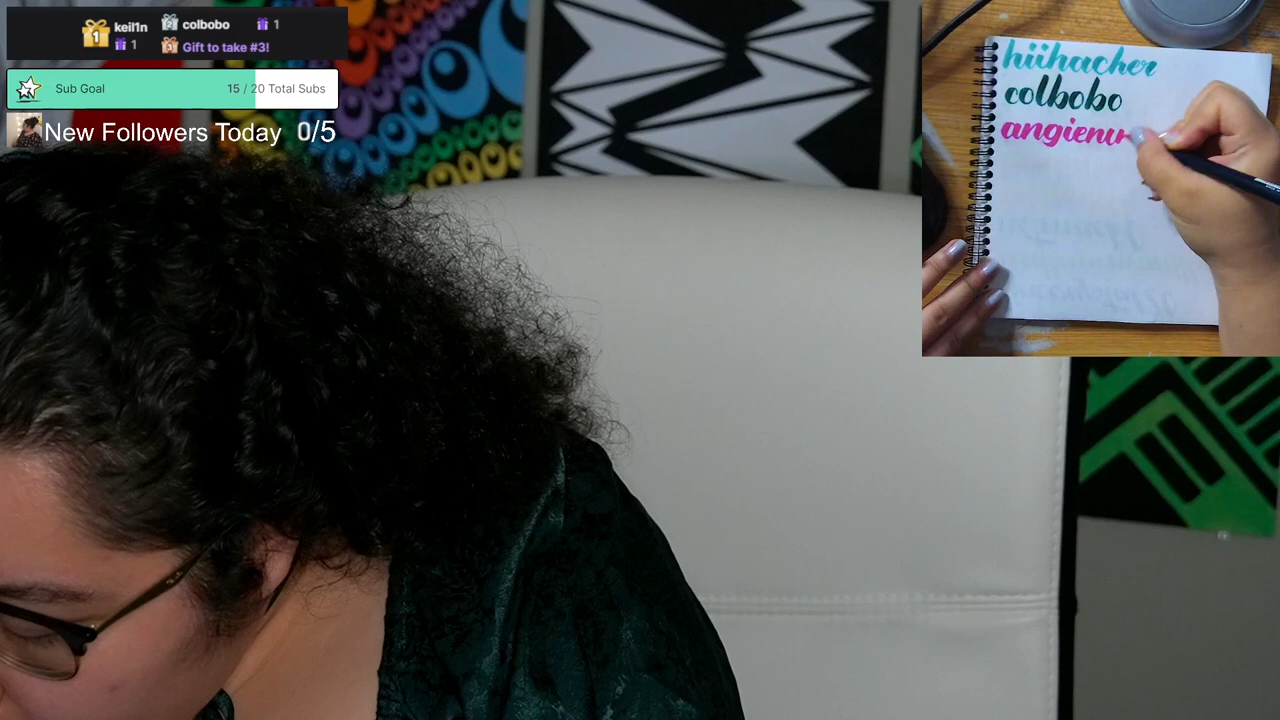 keil1n
1
colbobo
1
Gift to take #3!
Sub Goal
15 / 20 Total Subs
New Followers Today 0/5
hiihacher
colbobo